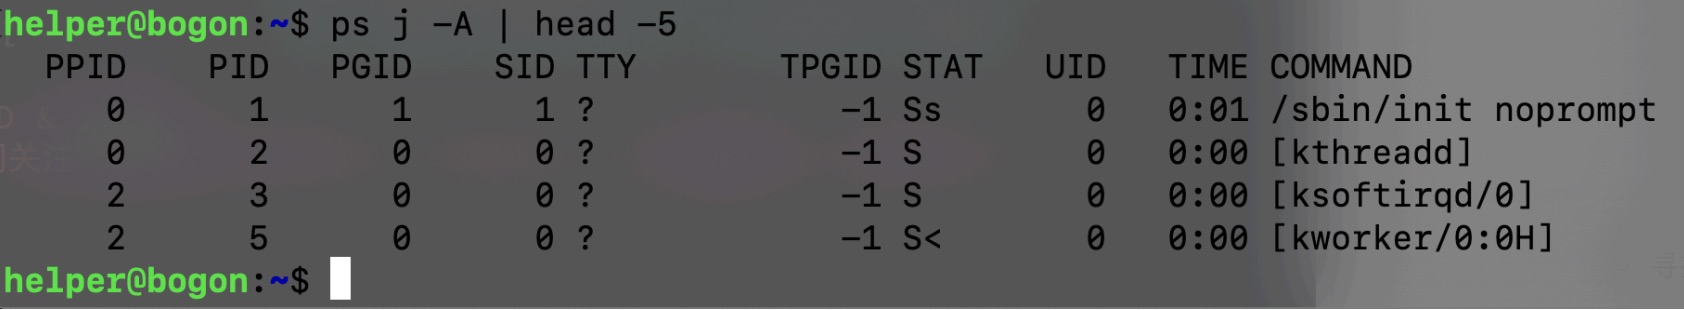 helper@bogon:~$ ps j -A | head -5
PPID PID PGID SID TTY TPGID STAT UID TIME COMMAND
0 1 1 1 ? -1 Ss 0 0:01 /sbin/init noprompt
0 2 0 0 ? -1 S 0 0:00 [kthreadd]
2 3 0 0 ? -1 S 0 0:00 [ksoftirqd/0]
2 5 0 0 ? -1 S< 0 0:00 [kworker/0:0H]
helper@bogon:~$